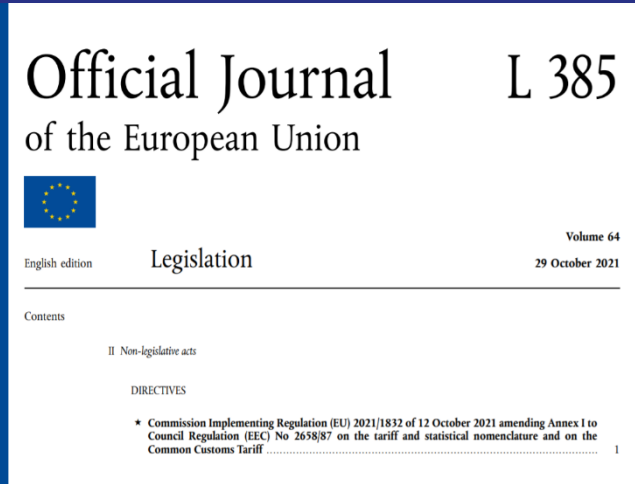 Official Journal L 385
of the European Union
Volume 64
English edition Legislation 29 October 2021
Contents
II Non-legislative acts
DIRECTIVES
★ Commission Implementing Regulation (EU) 2021/1832 of 12 October 2021 amending Annex I to
Council Regulation (EEC) No 2658/87 on the tariff and statistical nomenclature and on the
Common Customs Tariff ........................................................................................................ 1